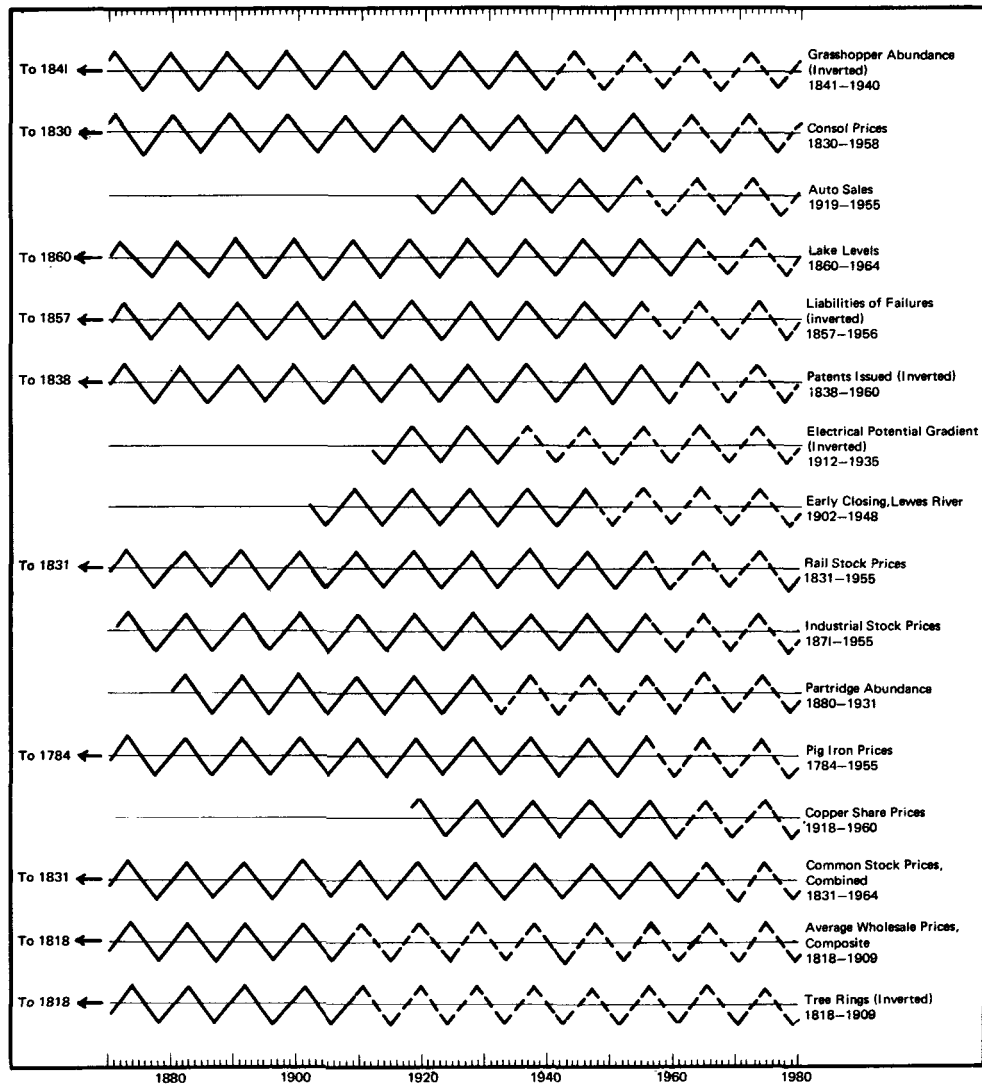 To 1841
Grasshopper Abundance
(Inverted)
1841–1940
To 1830
Consol Prices
1830–1958
Auto Sales
1919–1955
To 1860
Lake Levels
1860–1964
To 1857
Liabilities of Failures
(inverted)
1857–1956
To 1838
Patents Issued (Inverted)
1838–1960
Electrical Potential Gradient
(Inverted)
1912–1935
Early Closing,Lewes River
1902–1948
To 1831
Rail Stock Prices
1831–1955
Industrial Stock Prices
1871–1955
Partridge Abundance
1880–1931
To 1784
Pig Iron Prices
1784–1955
Copper Share Prices
1918–1960
To 1831
Common Stock Prices,
Combined
1831–1964
To 1818
Average Wholesale Prices,
Composite
1818–1909
To 1818
Tree Rings (Inverted)
1818–1909
1880 1900 1920 1940 1960 1980